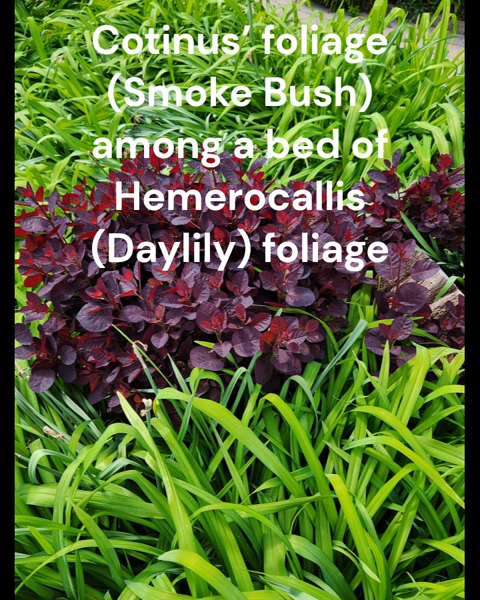 Cotinus’ foliage
(Smoke Bush)
among a bed of
Hemerocallis
(Daylily) foliage